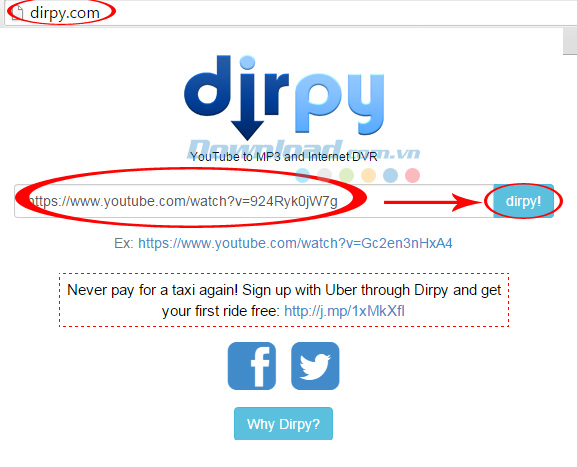 dirpy.com
dirpy
Download.com.vn
YouTube to MP3 and Internet DVR
https://www.youtube.com/watch?v=924Ryk0jW7g
dirpy!
Ex: https://www.youtube.com/watch?v=Gc2en3nHxA4
Never pay for a taxi again! Sign up with Uber through Dirpy and get
your first ride free: http://j.mp/1xMkXfl
Why Dirpy?